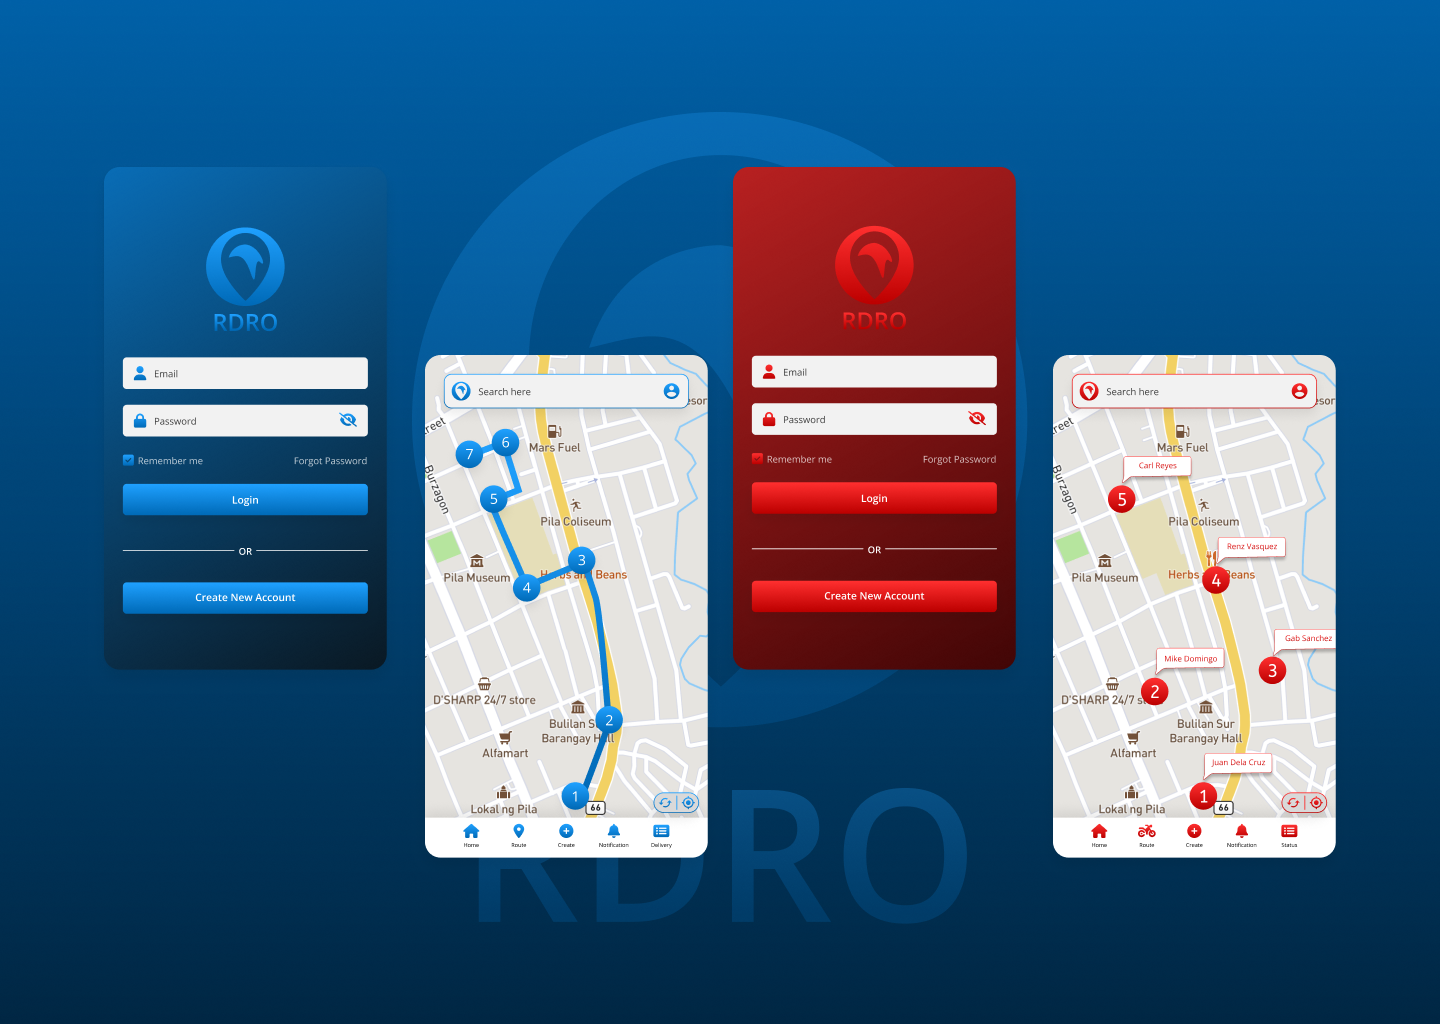 RDRO
Email
Password
Remember me
Forgot Password
Login
OR
Create New Account
Search here
esor
reet
6
7
Mars Fuel
Burzagon
5
Pila Coliseum
3
Pila Museum
Herbs and Beans
4
D'SHARP 24/7 store
2
Bulilan Sur
Barangay Hall
Alfamart
1
66
Lokal ng Pila
Home
Route
Create
Notification
Delivery
RDRO
Email
Password
Remember me
Forgot Password
Login
OR
Create New Account
Search here
esor
reet
Mars Fuel
Carl Reyes
Burzagon
5
Pila Coliseum
Renz Vasquez
Pila Museum
Herbs Beans
4
Gab Sanchez
Mike Domingo
3
2
D'SHARP 24/7 st
Bulilan Sur
Barangay Hall
Alfamart
Juan Dela Cruz
1
66
Lokal ng Pila
Home
Route
Create
Notification
Status
RDRO